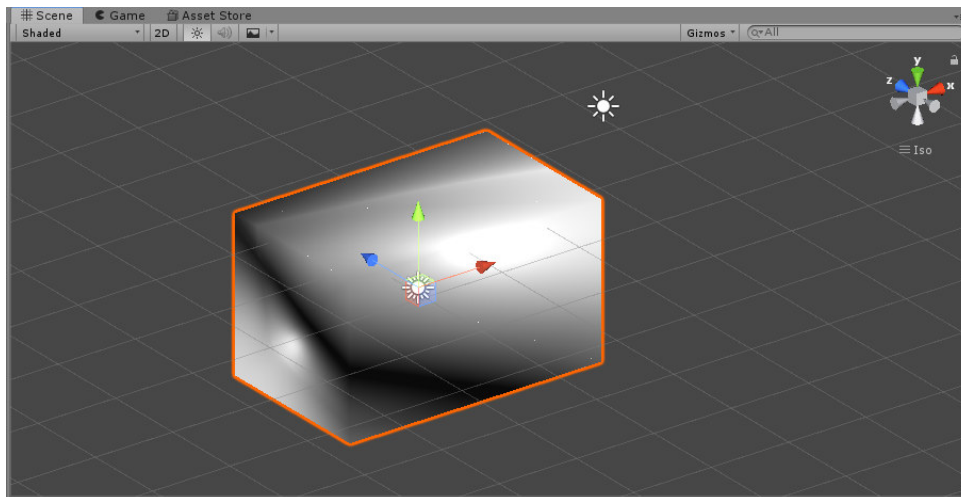 Scene Game Asset Store
Shaded 2D Gizmos All
y
z x
Iso